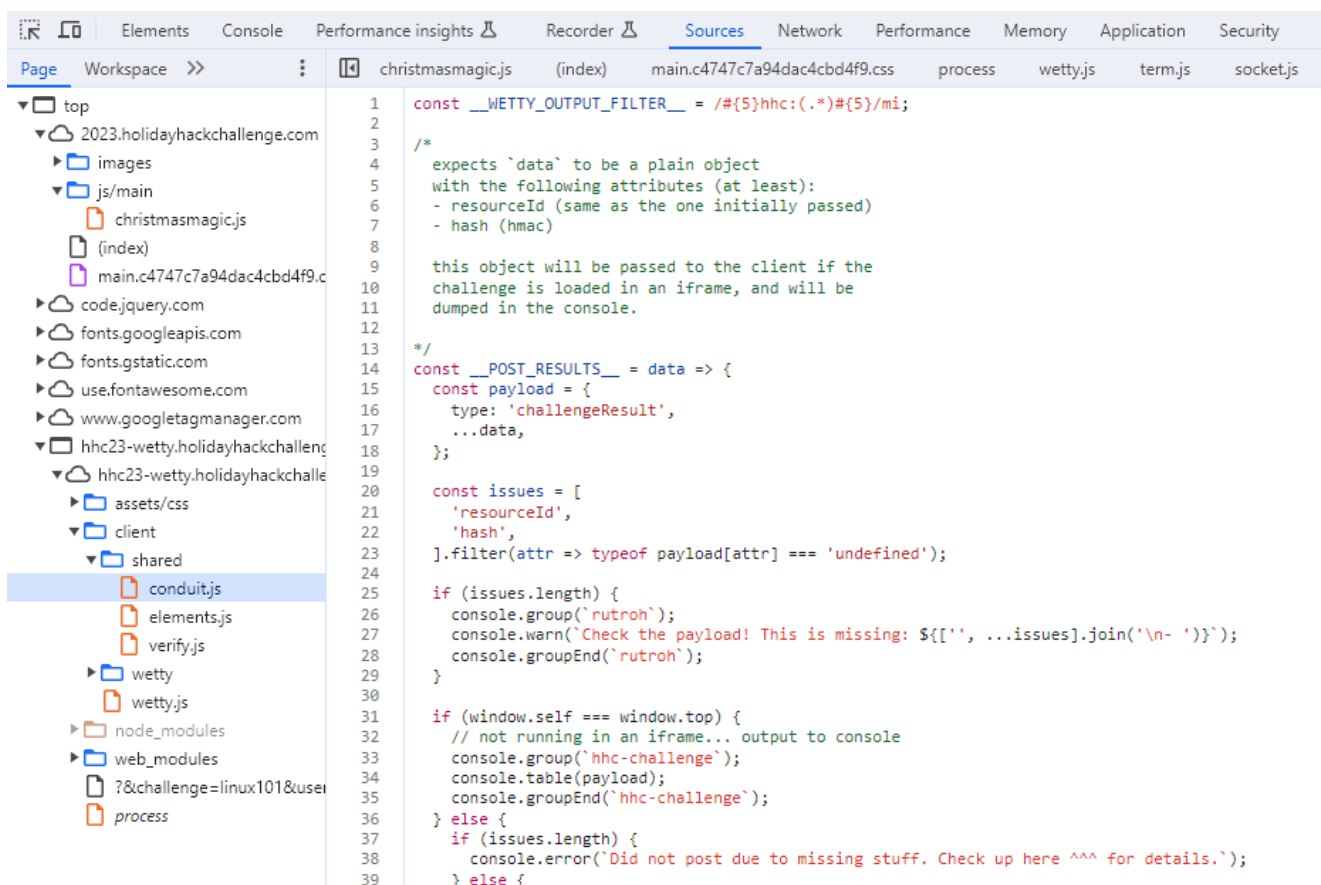 Elements Console Performance insights Recorder Sources Network Performance Memory Application Security
Page Workspace >> christmasmagic.js (index) main.c4747c7a94dac4cbd4f9.css process wetty.js term.js socket.js
top
2023.holidayhackchallenge.com
images
js/main
christmasmagic.js
(index)
main.c4747c7a94dac4cbd4f9.c
code.jquery.com
fonts.googleapis.com
fonts.gstatic.com
use.fontawesome.com
www.googletagmanager.com
hhc23-wetty.holidayhackchalleng
hhc23-wetty.holidayhackchalle
assets/css
client
shared
conduit.js
elements.js
verify.js
wetty
wetty.js
node_modules
web_modules
?&challenge=linux101&user
process
1 const __WETTY_OUTPUT_FILTER__ = /#{5}hhc:(.*)#{5}/mi;
2
3 /*
4 expects `data` to be a plain object
5 with the following attributes (at least):
6 - resourceId (same as the one initially passed)
7 - hash (hmac)
8
9 this object will be passed to the client if the
10 challenge is loaded in an iframe, and will be
11 dumped in the console.
12
13 */
14 const __POST_RESULTS__ = data => {
15 const payload = {
16 type: 'challengeResult',
17 ...data,
18 };
19
20 const issues = [
21 'resourceId',
22 'hash',
23 ].filter(attr => typeof payload[attr] === 'undefined');
24
25 if (issues.length) {
26 console.group(`rutroh`);
27 console.warn(`Check the payload! This is missing: ${['', ...issues].join('\n- ')}`);
28 console.groupEnd(`rutroh`);
29 }
30
31 if (window.self === window.top) {
32 // not running in an iframe... output to console
33 console.group(`hhc-challenge`);
34 console.table(payload);
35 console.groupEnd(`hhc-challenge`);
36 } else {
37 if (issues.length) {
38 console.error(`Did not post due to missing stuff. Check up here ^^^ for details.`);
39 } else {